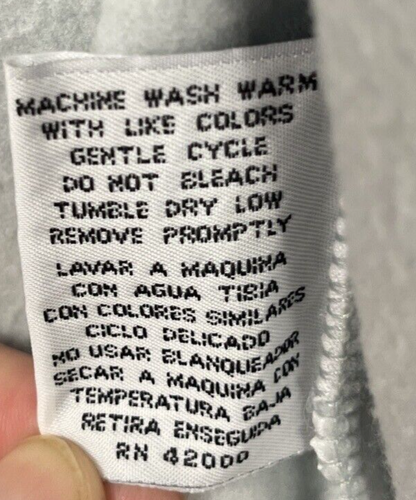 MACHINE WASH WARM
WITH LIKE COLORS
GENTLE CYCLE
DO NOT BLEACH
TUMBLE DRY LOW
REMOVE PROMPTLY
LAVAR A MAQUINA
CON AGUA TIBIA
CON COLORES SIMILARES
CICLO DELICADO
NO USAR BLANQUEADOR
SECAR A MAQUINA CON
TEMPERATURA BAJA
RETIRA ENSEGUIDA
RN 42000